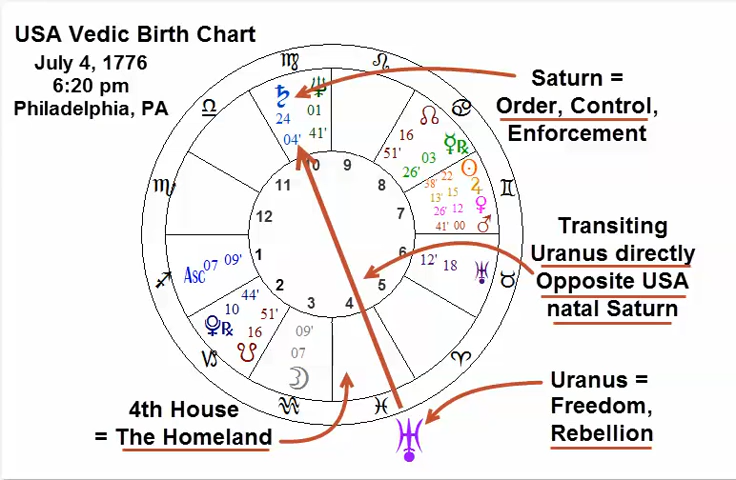 USA Vedic Birth Chart
July 4, 1776
6:20 pm
Philadelphia, PA
Saturn =
Order, Control,
Enforcement
24
04'
01
41'
16
51'
03
26'
38' 22
13' 15
26' 12
41' 00
10 9
11 8
12 7
1 6
2 5
3 4
Asc 07 09'
12' 18
44'
10
51'
16
09'
07
Transiting
Uranus directly
Opposite USA
natal Saturn
Uranus =
Freedom,
Rebellion
4th House
= The Homeland